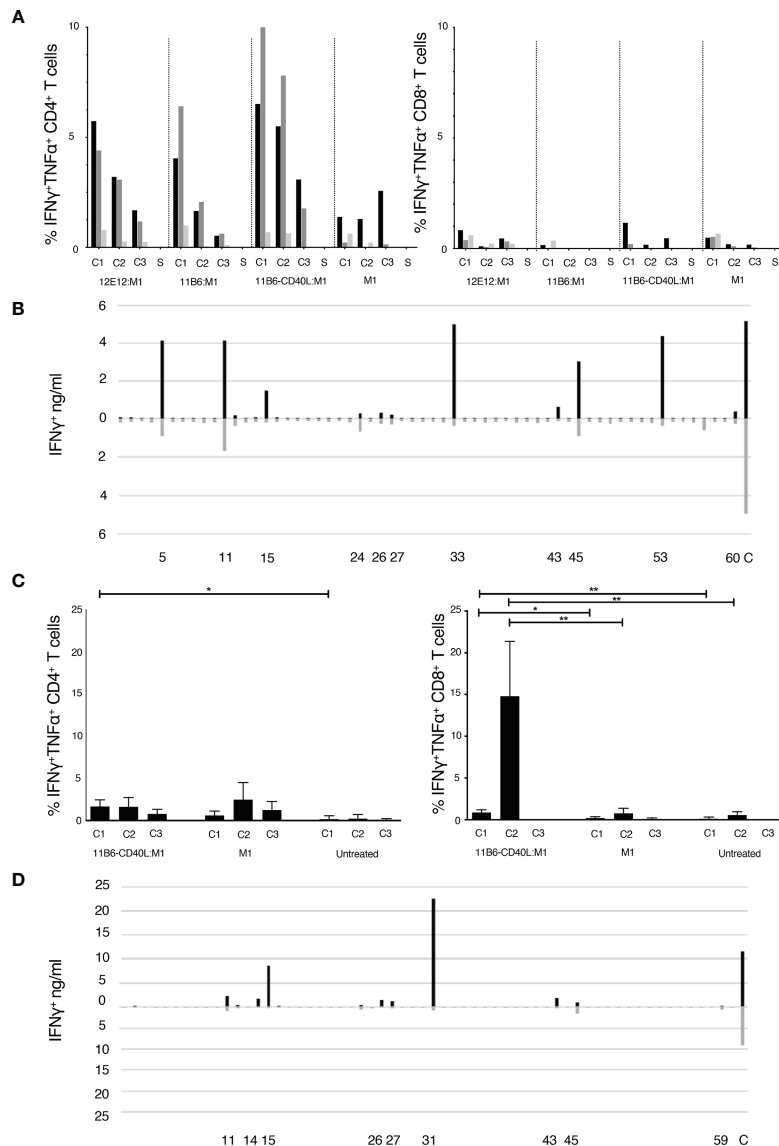 A
% IFNγ⁺TNFα⁺ CD4⁺ T cells
10
5
0
C1 C2 C3 S C1 C2 C3 S C1 C2 C3 S C1 C2 C3 S
12E12:M1 11B6:M1 11B6-CD40L:M1 M1
% IFNγ⁺TNFα⁺ CD8⁺ T cells
10
5
0
C1 C2 C3 S C1 C2 C3 S C1 C2 C3 S C1 C2 C3 S
12E12:M1 11B6:M1 11B6-CD40L:M1 M1
B
IFNγ⁺ ng/ml
6
4
2
0
2
4
6
5 11 15 24 26 27 33 43 45 53 60 C
C
% IFNγ⁺TNFα⁺ CD4⁺ T cells
*
25
20
15
10
5
0
C1 C2 C3 C1 C2 C3 C1 C2 C3
11B6-CD40L:M1 M1 Untreated
% IFNγ⁺TNFα⁺ CD8⁺ T cells
**
**
*
**
25
20
15
10
5
0
C1 C2 C3 C1 C2 C3 C1 C2 C3
11B6-CD40L:M1 M1 Untreated
D
IFNγ⁺ ng/ml
25
20
15
10
5
0
5
10
15
20
25
11 14 15 26 27 31 43 45 59 C